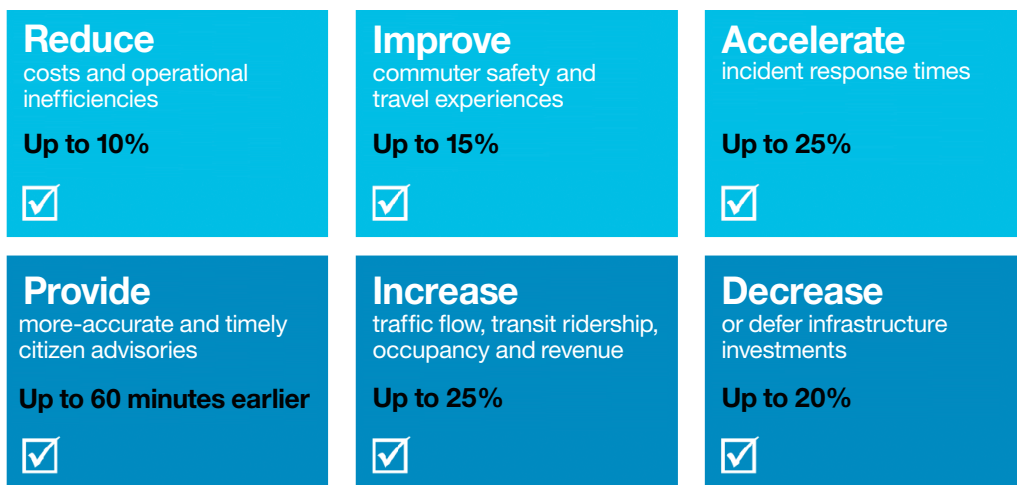 Reduce
costs and operational
inefficiencies
Up to 10%
Improve
commuter safety and
travel experiences
Up to 15%
Accelerate
incident response times
Up to 25%
Provide
more-accurate and timely
citizen advisories
Up to 60 minutes earlier
Increase
traffic flow, transit ridership,
occupancy and revenue
Up to 25%
Decrease
or defer infrastructure
investments
Up to 20%